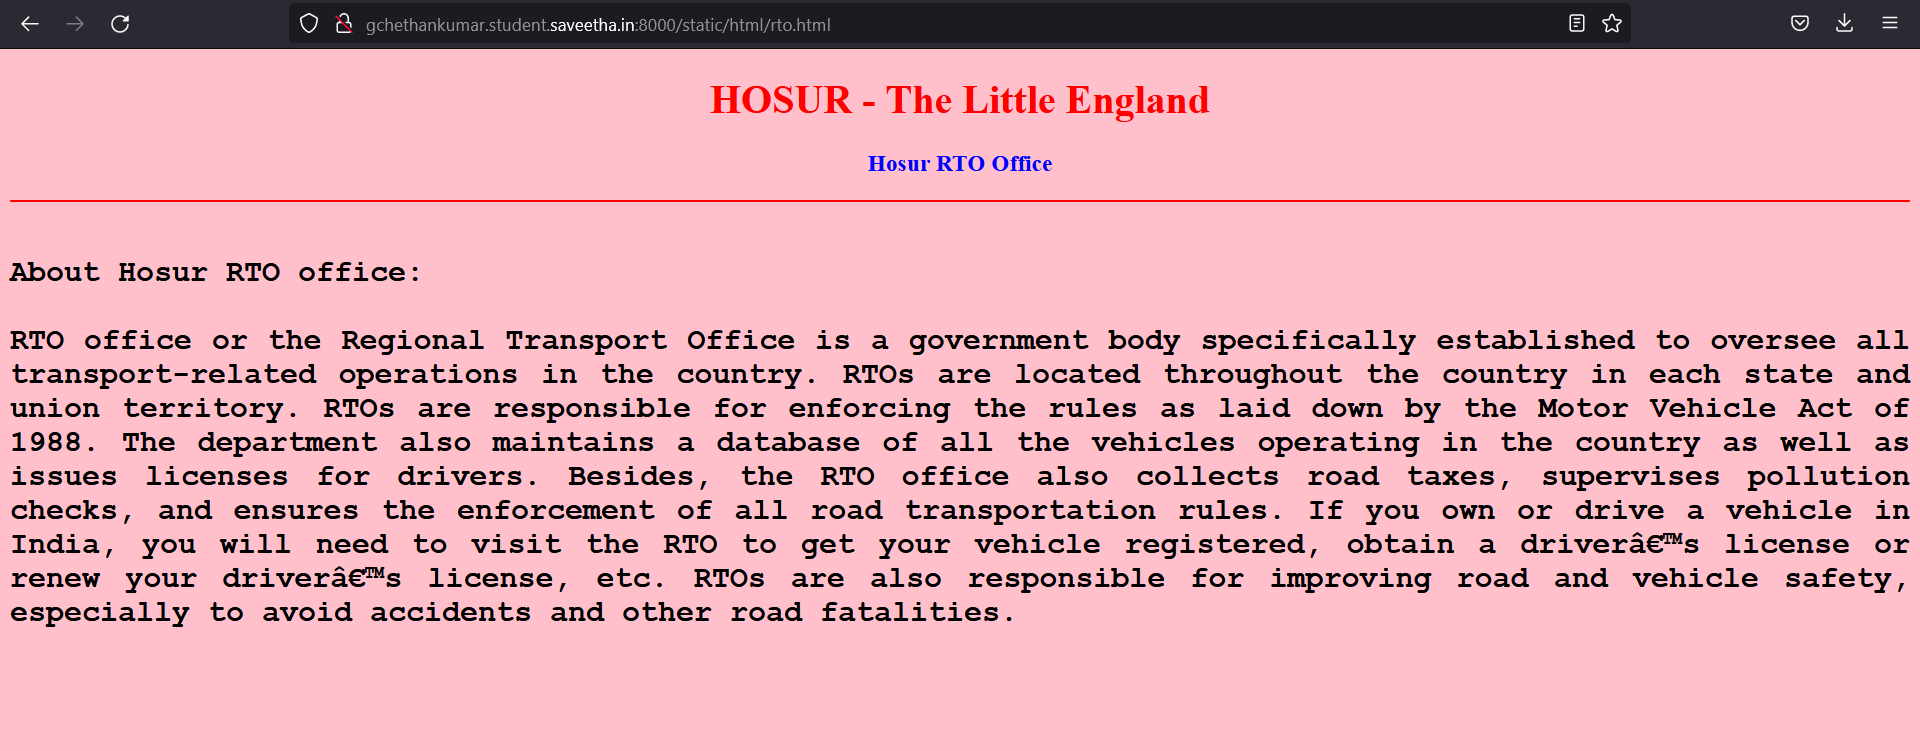 gchethankumar.student.saveetha.in:8000/static/html/rto.html
HOSUR - The Little England
Hosur RTO Office
About Hosur RTO office:
RTO office or the Regional Transport Office is a government body specifically established to oversee all
transport-related operations in the country. RTOs are located throughout the country in each state and
union territory. RTOs are responsible for enforcing the rules as laid down by the Motor Vehicle Act of
1988. The department also maintains a database of all the vehicles operating in the country as well as
issues licenses for drivers. Besides, the RTO office also collects road taxes, supervises pollution
checks, and ensures the enforcement of all road transportation rules. If you own or drive a vehicle in
India, you will need to visit the RTO to get your vehicle registered, obtain a driverâ€™s license or
renew your driverâ€™s license, etc. RTOs are also responsible for improving road and vehicle safety,
especially to avoid accidents and other road fatalities.